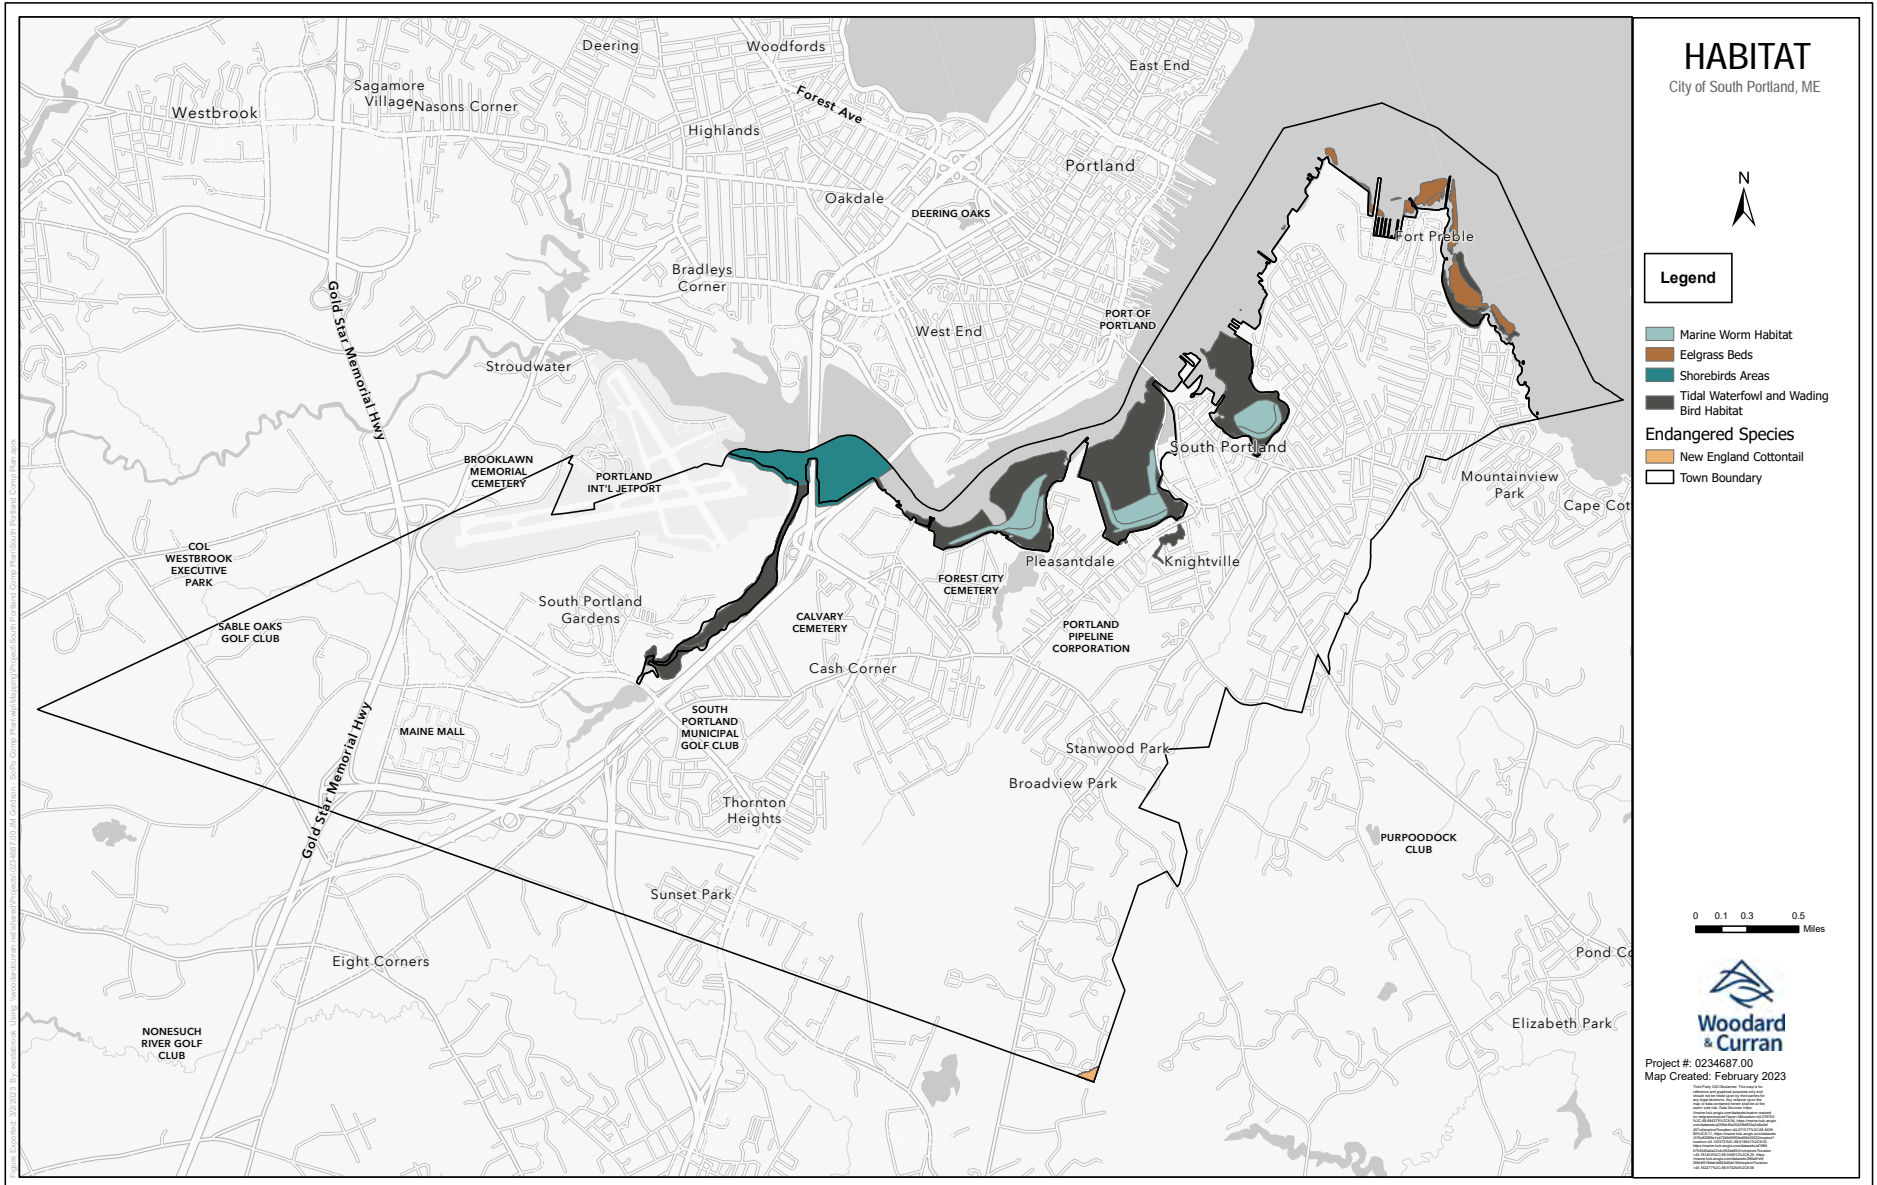 HABITAT
City of South Portland, ME
N
Legend
Marine Worm Habitat
Eelgrass Beds
Shorebirds Areas
Tidal Waterfowl and Wading
Bird Habitat
Endangered Species
New England Cottontail
Town Boundary
0 0.1 0.3 0.5
Miles
Woodard
& Curran
Project #: 0234687.00
Map Created: February 2023
Deering
Woodfords
East End
Sagamore
Village
Nasons Corner
Westbrook
Forest Ave
Highlands
Portland
Oakdale
DEERING OAKS
Fort Preble
Bradleys
Corner
Gold Star Memorial Hwy
PORT OF
PORTLAND
West End
Stroudwater
BROOKLAWN
MEMORIAL
CEMETERY
PORTLAND
INT'L JETPORT
South Portland
Mountainview
Park
Cape Cot
COL
WESTBROOK
EXECUTIVE
PARK
Pleasantdale
Knightville
FOREST CITY
CEMETERY
South Portland
Gardens
SABLE OAKS
GOLF CLUB
CALVARY
CEMETERY
PORTLAND
PIPELINE
CORPORATION
Cash Corner
SOUTH
PORTLAND
MUNICIPAL
GOLF CLUB
MAINE MALL
Gold Star Memorial Hwy
Stanwood Park
Broadview Park
Thornton
Heights
PURPOODOCK
CLUB
Sunset Park
Eight Corners
Pond Co
NONESUCH
RIVER GOLF
CLUB
Elizabeth Park